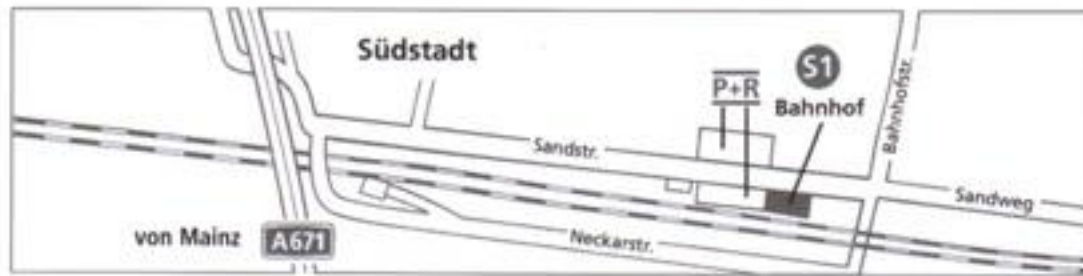 Südstadt
S1
P+R
Bahnhof
Bahnhofstr.
Sandstr.
Sandweg
von Mainz A671
Neckarstr.